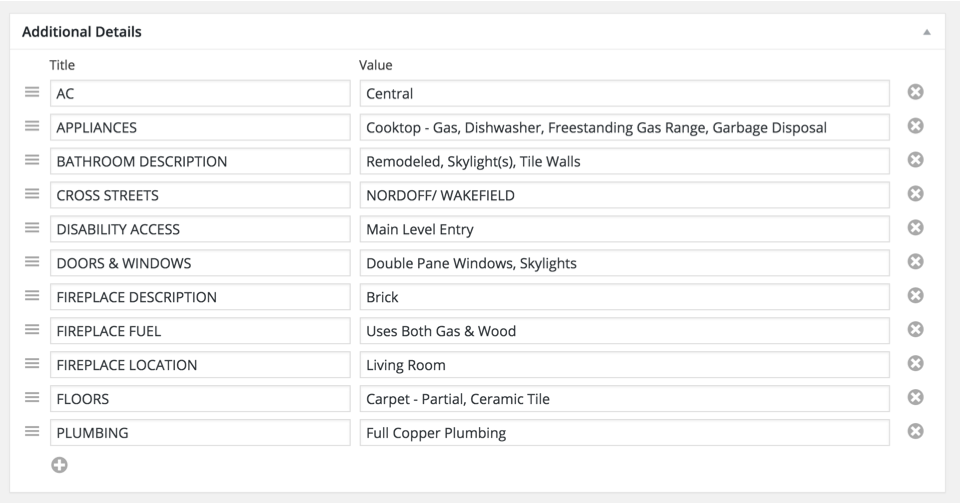 Additional Details
Title Value
AC Central
APPLIANCES Cooktop - Gas, Dishwasher, Freestanding Gas Range, Garbage Disposal
BATHROOM DESCRIPTION Remodeled, Skylight(s), Tile Walls
CROSS STREETS NORDOFF/ WAKEFIELD
DISABILITY ACCESS Main Level Entry
DOORS & WINDOWS Double Pane Windows, Skylights
FIREPLACE DESCRIPTION Brick
FIREPLACE FUEL Uses Both Gas & Wood
FIREPLACE LOCATION Living Room
FLOORS Carpet - Partial, Ceramic Tile
PLUMBING Full Copper Plumbing